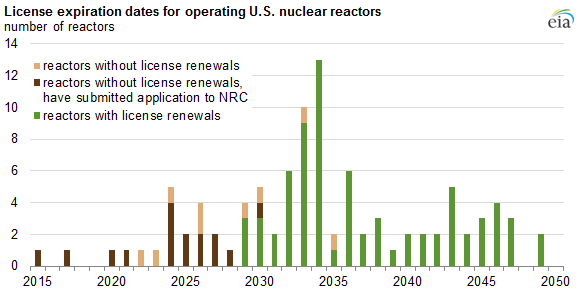 License expiration dates for operating U.S. nuclear reactors
number of reactors
eia
14
12
10
8
6
4
2
0
reactors without license renewals
reactors without license renewals,
have submitted application to NRC
reactors with license renewals
2015 2020 2025 2030 2035 2040 2045 2050